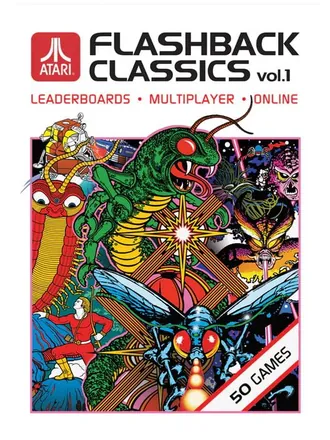 ATARI
FLASHBACK
CLASSICS vol.1
LEADERBOARDS • MULTIPLAYER • ONLINE
50 GAMES